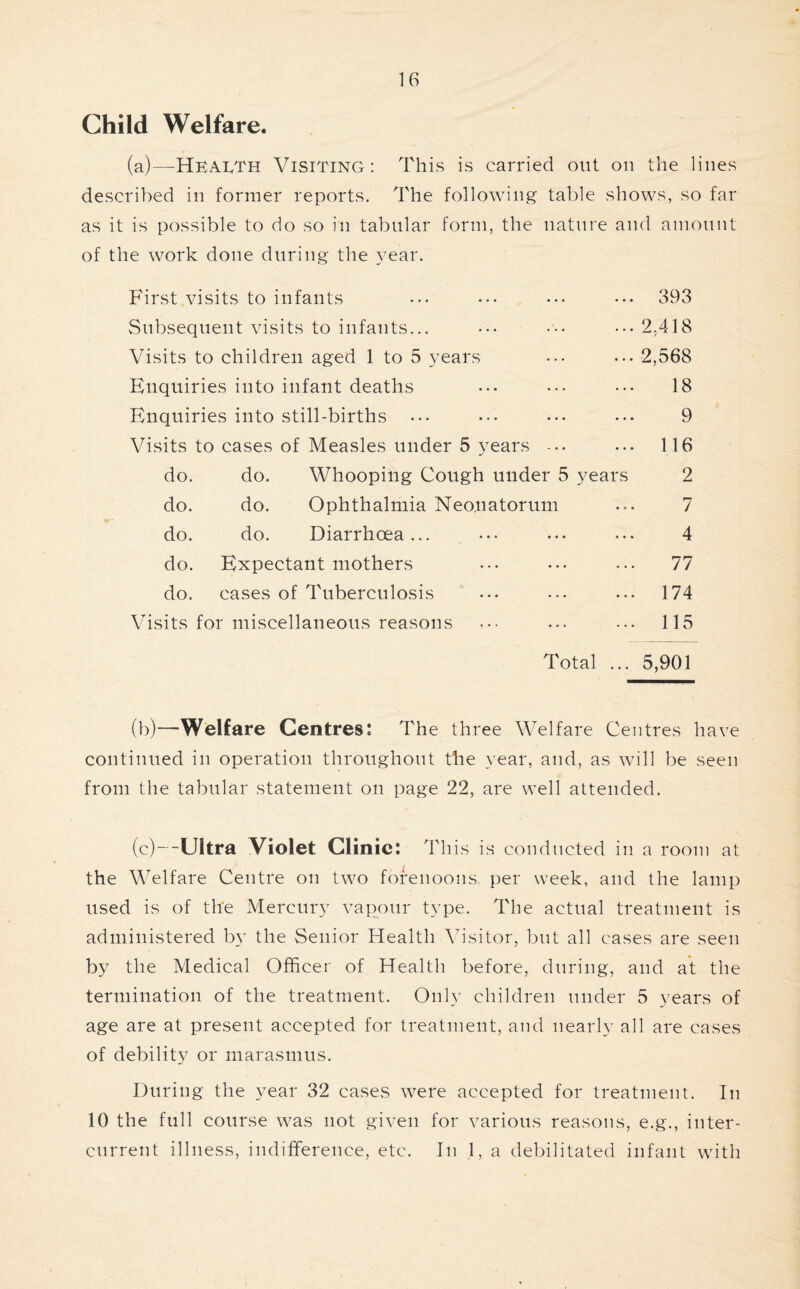 16
Child Welfare.
(a)—Health Visiting: This is carried out on the lines
described in former reports. The following table shows, so far
as it is possible to do so in tabular form, the nature and amount
of the work done during the year.
First visits to infants ... ... ... ... 393
Subsequent visits to infants... ... ... ... 2,418
Visits to children aged 1 to 5 years ... ... 2,568
Enquiries into infant deaths ... ... ... 18
Enquiries into still-births ... ... ... ... 9
Visits to cases of Measles under 5 years ... ... 116
do. do. Whooping Cough under 5 years 2
do. do. Ophthalmia Neonatorum ... 7
do. do. Diarrhœa ... ... ... ... 4
do. Expectant mothers ... ... ... 77
do. cases of Tuberculosis ... ... ... 174
Visits for miscellaneous reasons ... ... ... 115
Total ... 5,901
(b)—Welfare Centres: The three Welfare Centres have
continued in operation throughout the year, and, as will be seen
from the tabular statement on page 22, are well attended.
(c)—Ultra Violet Clinic: This is conducted in a room at
the Welfare Centre on two forenoons per week, and the lamp
used is of the Mercury vapour type. The actual treatment is
administered by the Senior Health Visitor, but all cases are seen
by the Medical Officer of Health before, during, and at the
termination of the treatment. Only children under 5 years of
age are at present accepted for treatment, and nearly all are cases
of debility or marasmus.
During the year 32 cases were accepted for treatment. In
10 the full course was not given for various reasons, e.g., inter-
current illness, indifference, etc. In 1, a debilitated infant with